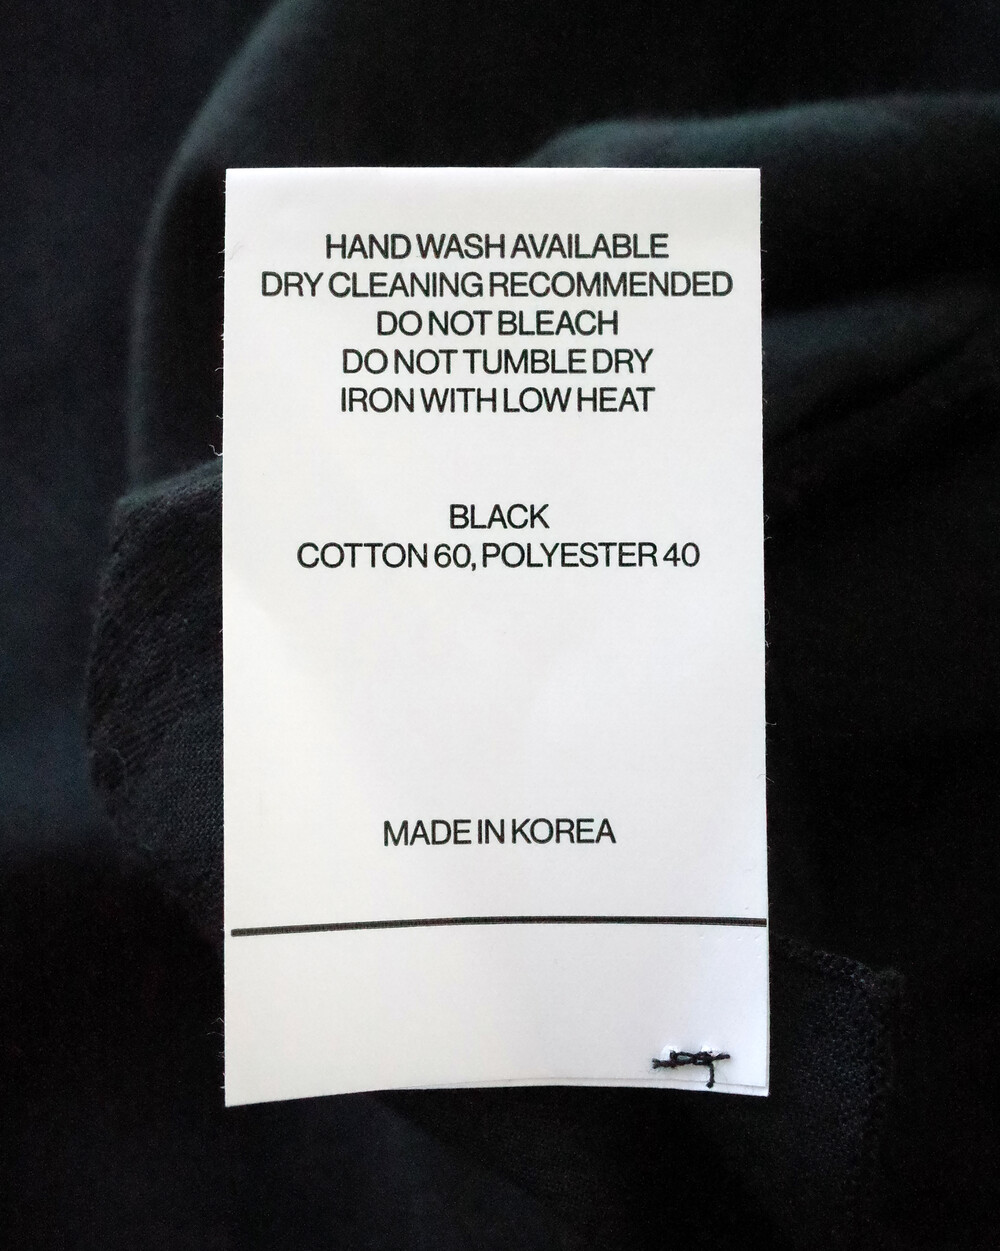 HAND WASH AVAILABLE
DRY CLEANING RECOMMENDED
DO NOT BLEACH
DO NOT TUMBLE DRY
IRON WITH LOW HEAT
BLACK
COTTON 60, POLYESTER 40
MADE IN KOREA